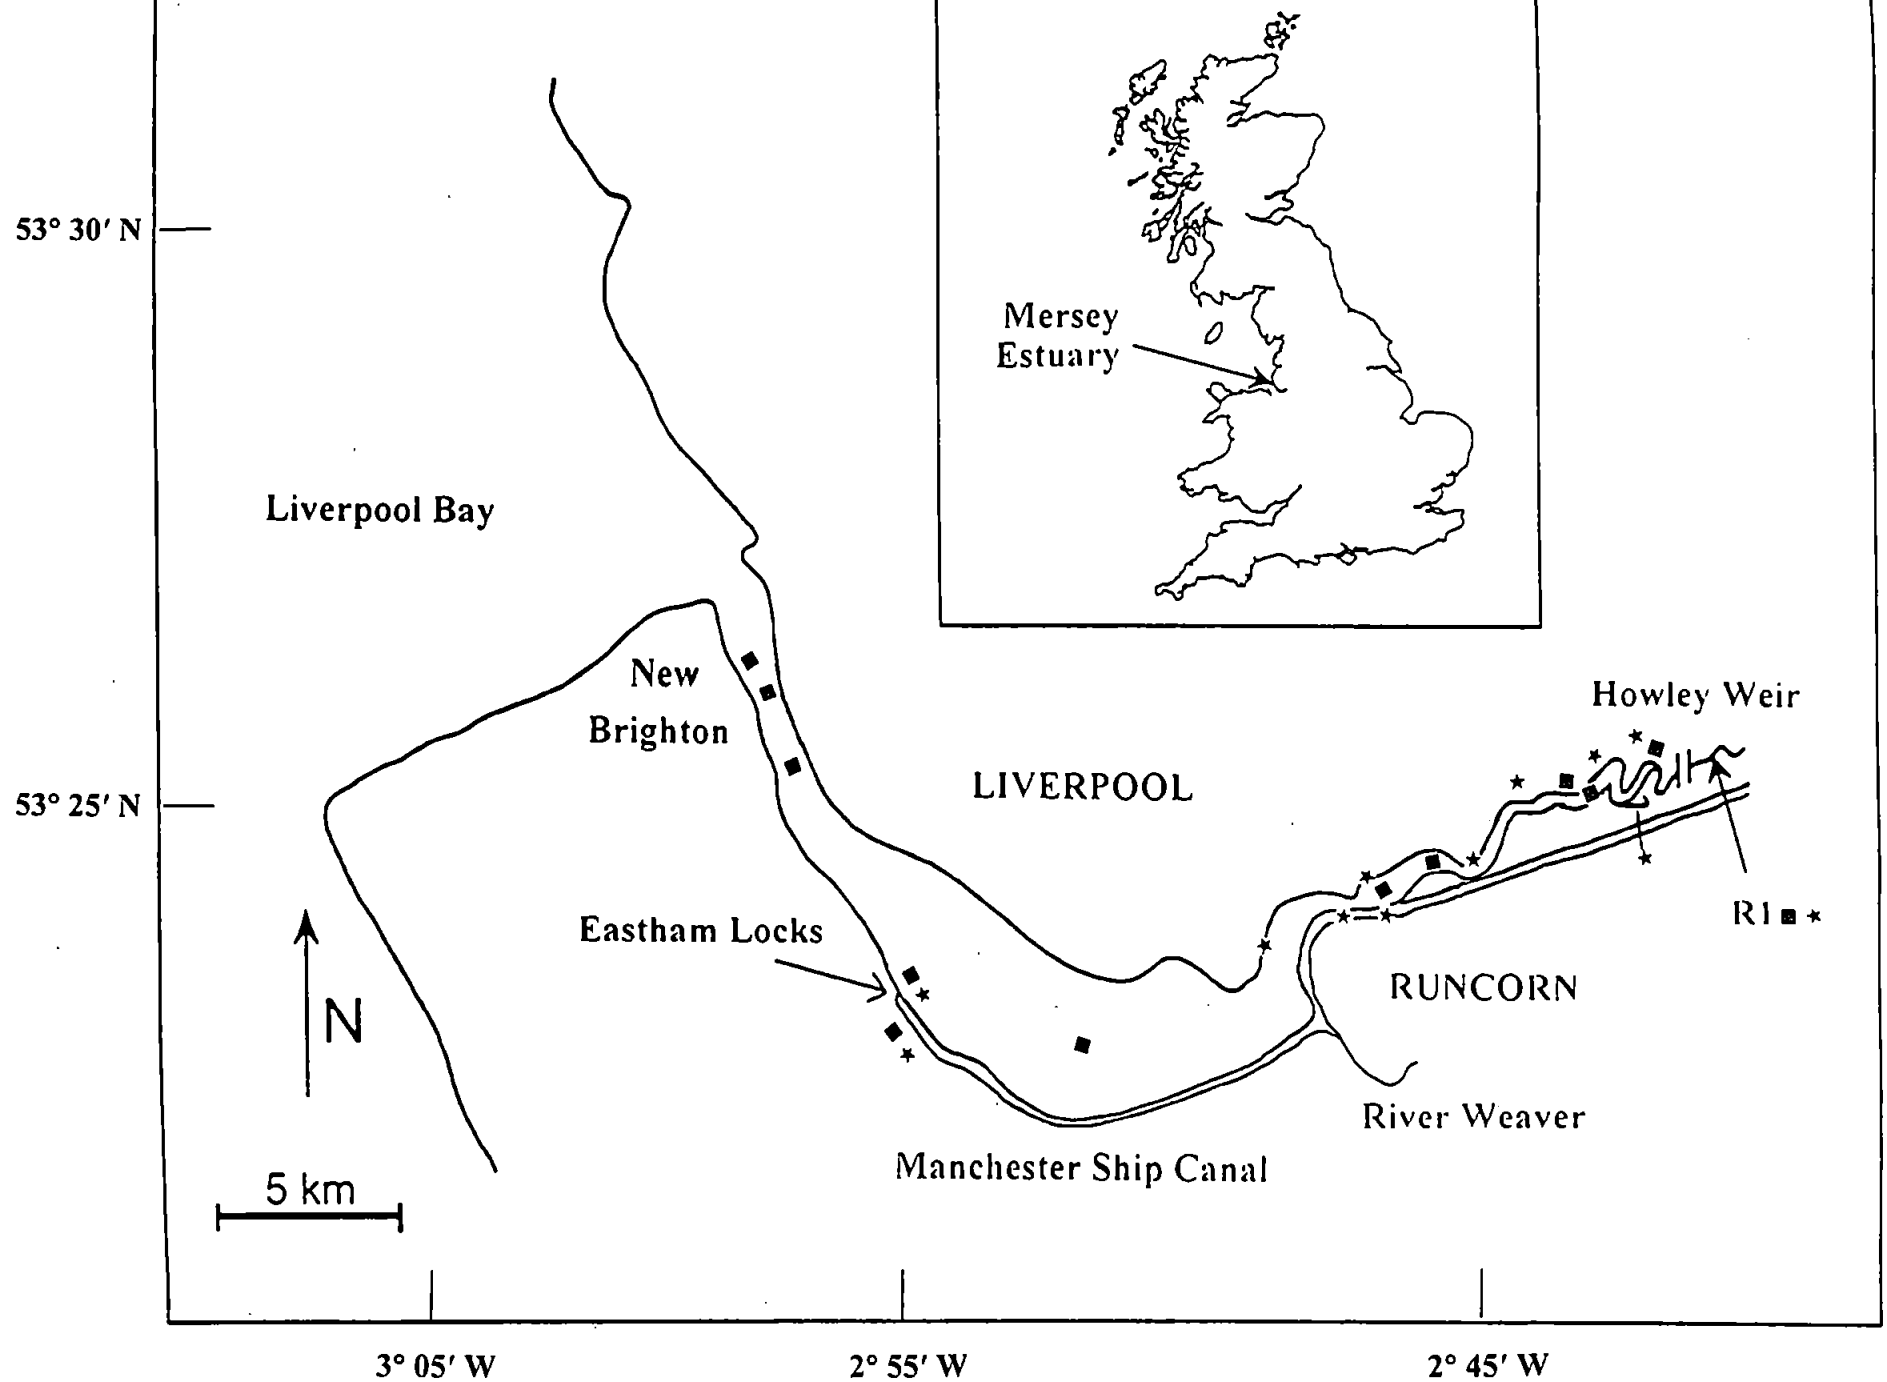 53° 30' N
Mersey
Estuary
Liverpool Bay
New
Brighton
Howley Weir
LIVERPOOL
53° 25' N
R1
Eastham Locks
RUNCORN
N
River Weaver
Manchester Ship Canal
5 km
3° 05' W
2° 55' W
2° 45' W